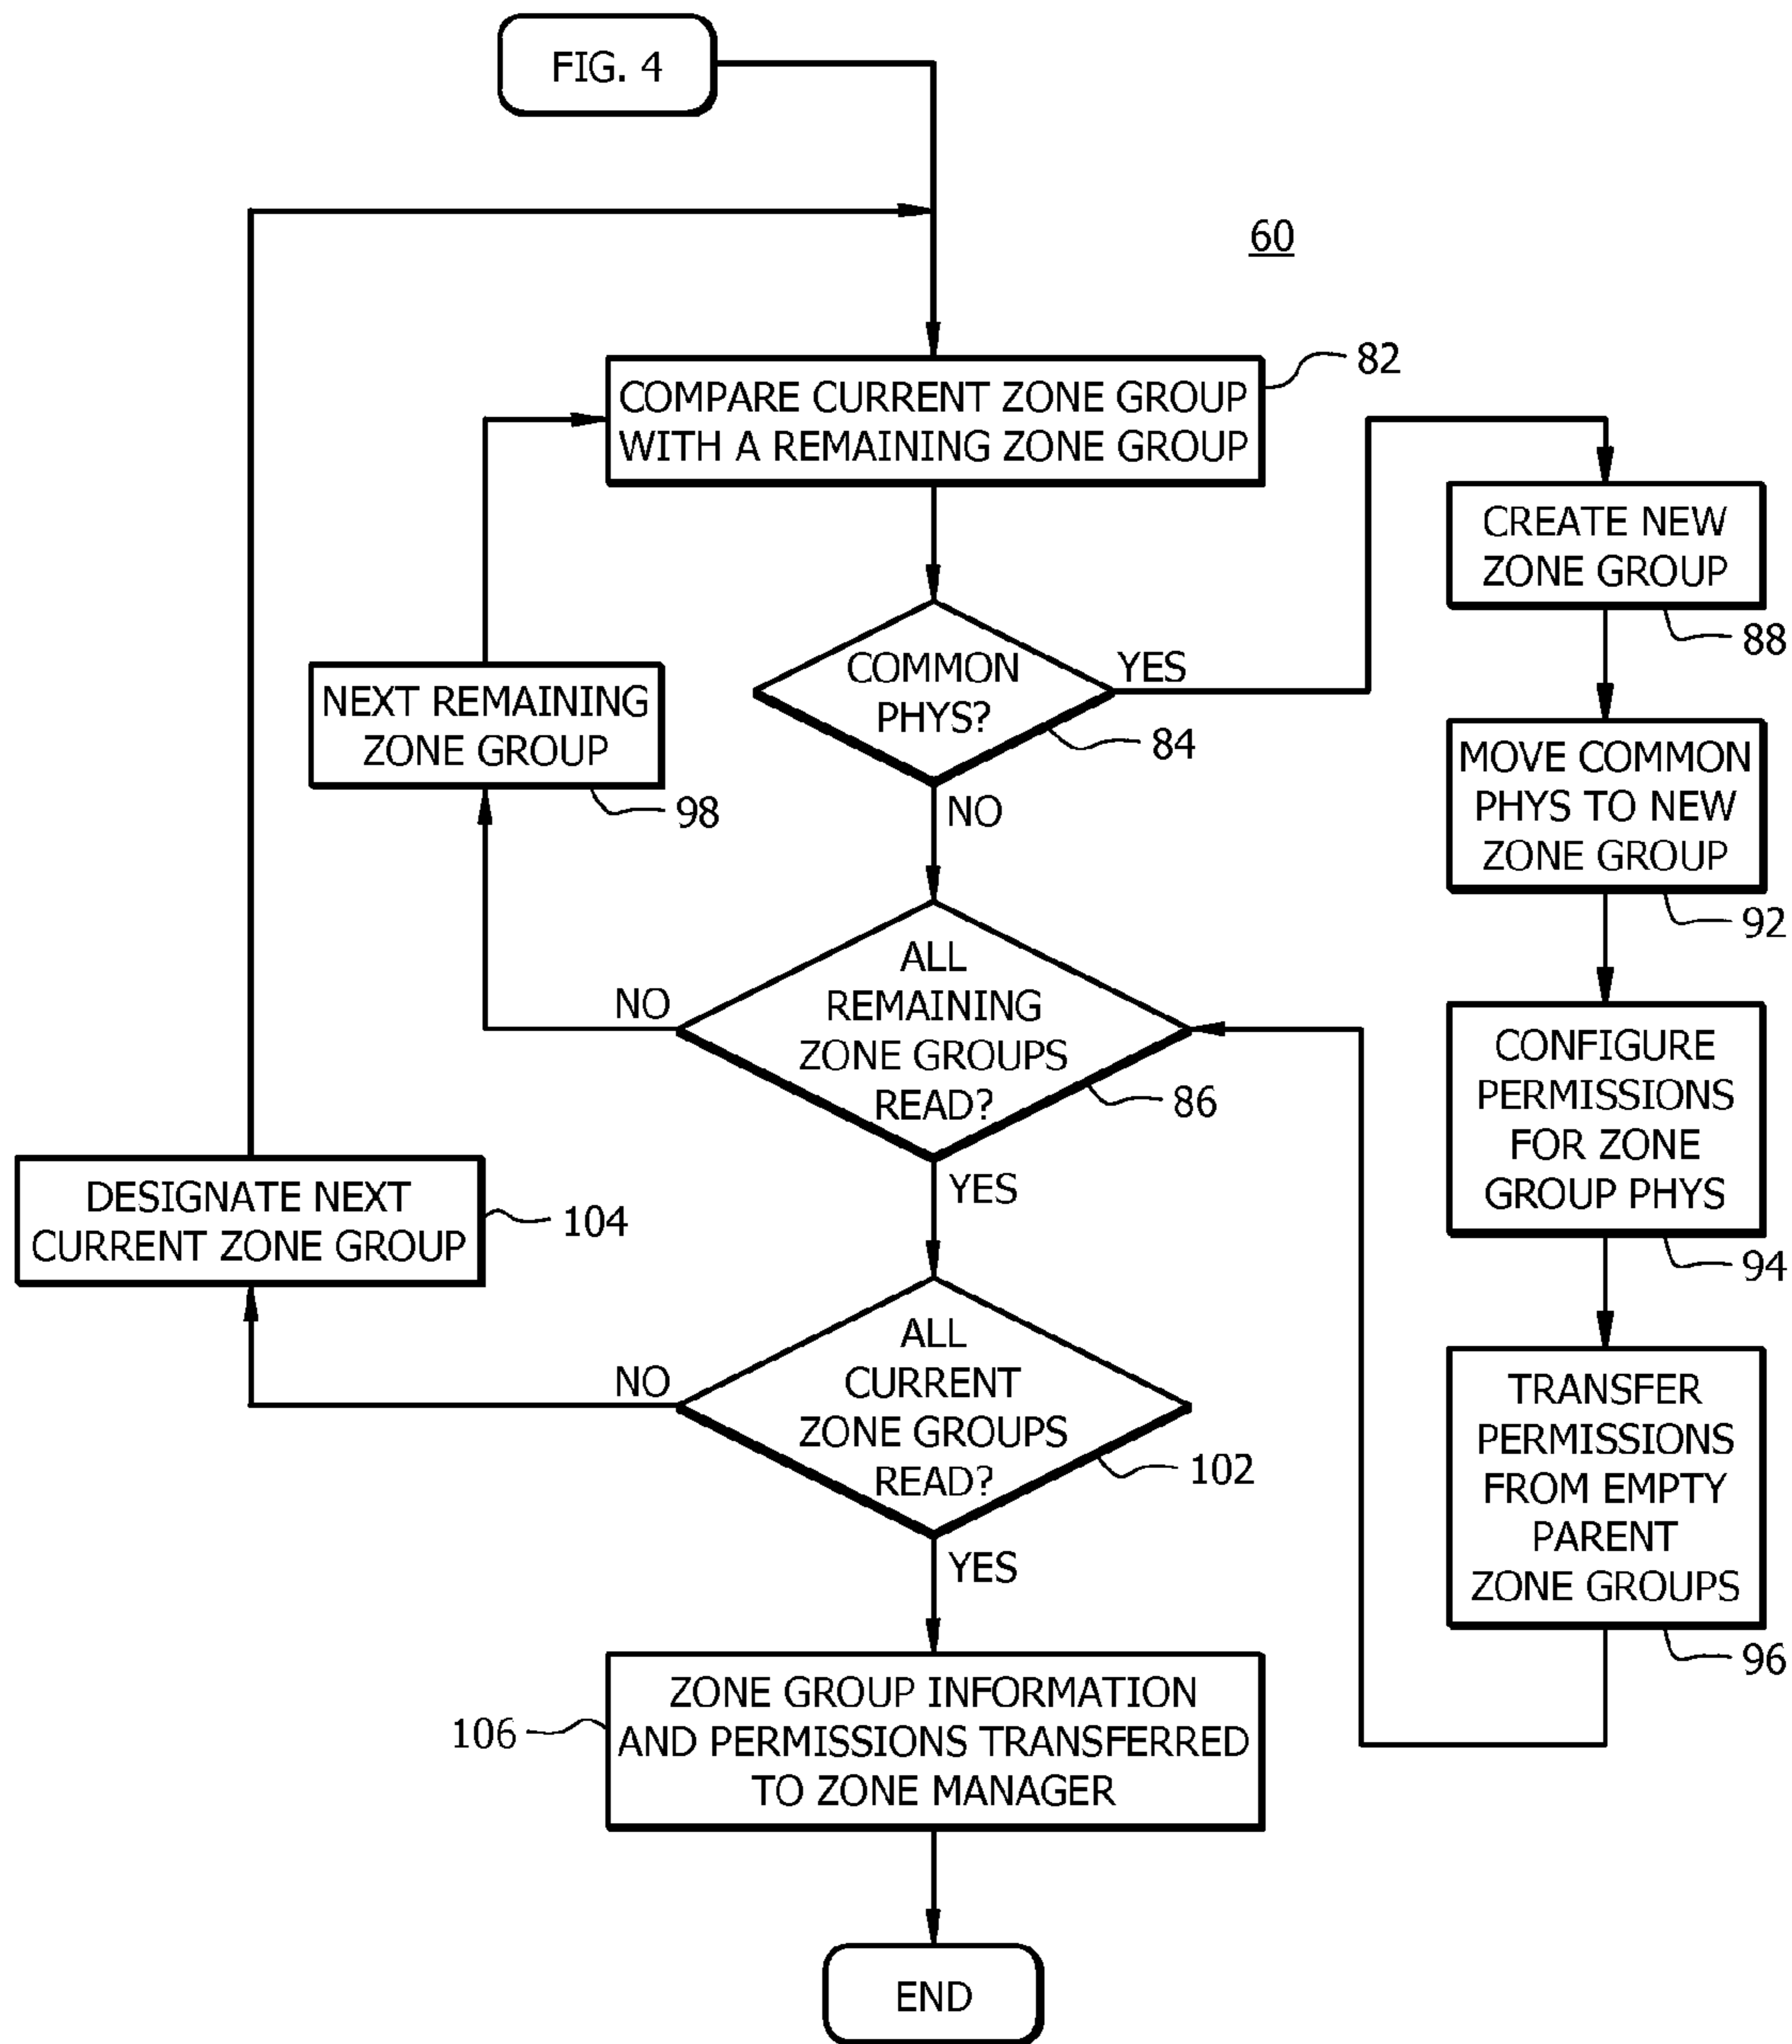 FIG. 4
60
COMPARE CURRENT ZONE GROUP
WITH A REMAINING ZONE GROUP
82
COMMON
PHYS?
84
YES
NO
CREATE NEW
ZONE GROUP
88
MOVE COMMON
PHYS TO NEW
ZONE GROUP
92
CONFIGURE
PERMISSIONS
FOR ZONE
GROUP PHYS
94
TRANSFER
PERMISSIONS
FROM EMPTY
PARENT
ZONE GROUPS
96
NEXT REMAINING
ZONE GROUP
98
ALL
REMAINING
ZONE GROUPS
READ?
86
NO
YES
DESIGNATE NEXT
CURRENT ZONE GROUP
104
ALL
CURRENT
ZONE GROUPS
READ?
102
NO
YES
ZONE GROUP INFORMATION
AND PERMISSIONS TRANSFERRED
TO ZONE MANAGER
106
END